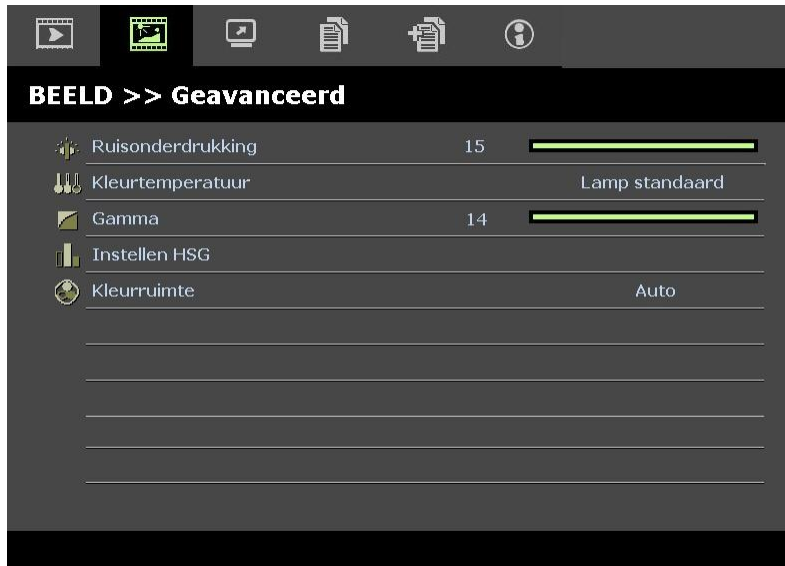 BEELD >> Geavanceerd
Ruisonderdrukking 15
Kleurtemperatuur Lamp standaard
Gamma 14
Instellen HSG
Kleurruimte Auto